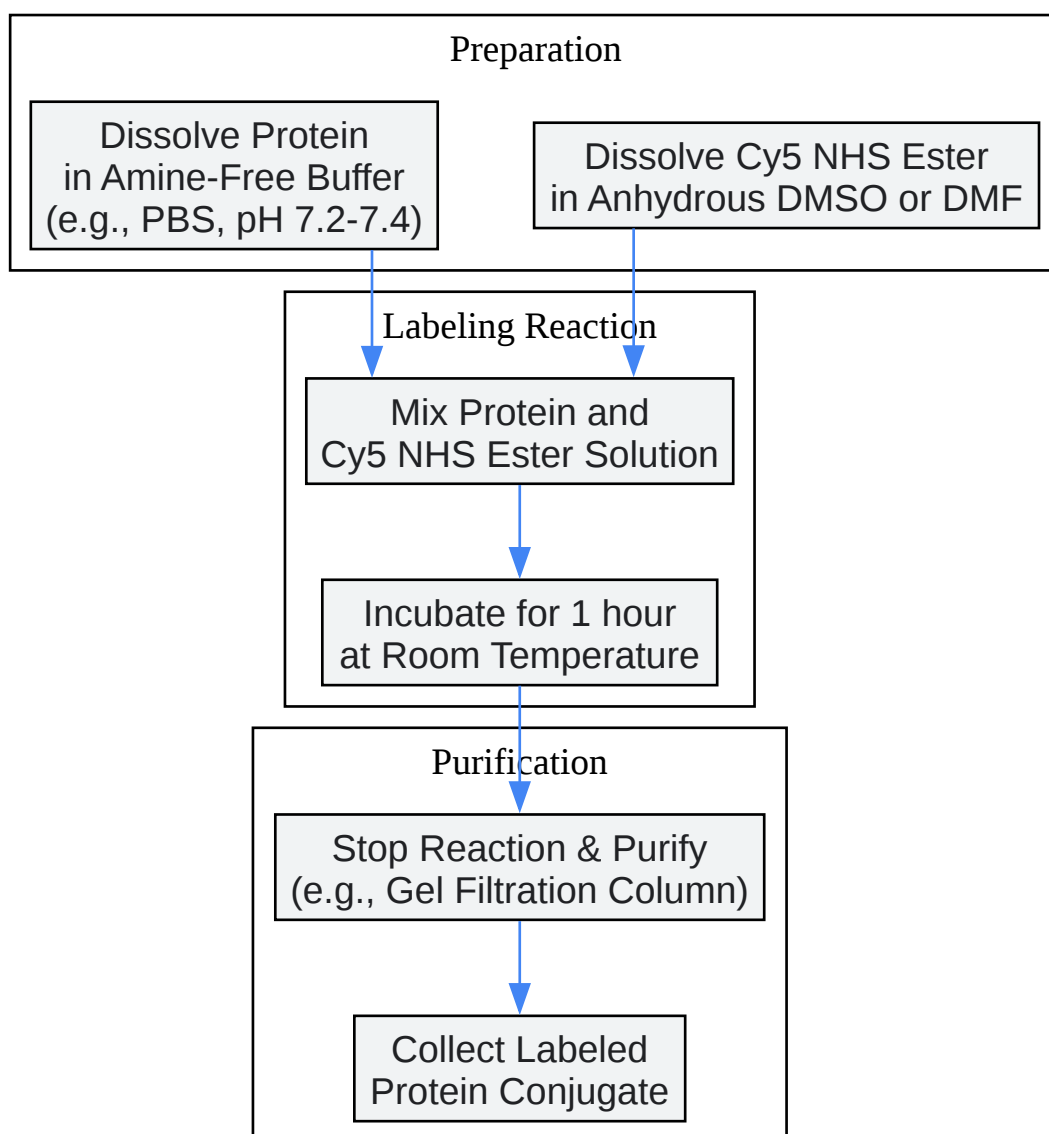 Preparation
Dissolve Protein
in Amine-Free Buffer
(e.g., PBS, pH 7.2-7.4)
Dissolve Cy5 NHS Ester
in Anhydrous DMSO or DMF
Labeling Reaction
Mix Protein and
Cy5 NHS Ester Solution
Incubate for 1 hour
at Room Temperature
Purification
Stop Reaction & Purify
(e.g., Gel Filtration Column)
Collect Labeled
Protein Conjugate